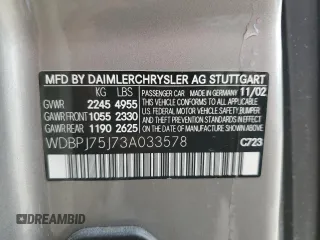 MFD BY DAIMLERCHRYSLER AG STUTTGART
KG LBS
GVWR 2245 4955
GAWR FRONT 1055 2330
GAWR REAR 1190 2625
PASSENGER CAR MADE IN GERMANY 11/02
THIS VEHICLE CONFORMS TO ALL
APPLICABLE U.S. FEDERAL
MOTOR VEHICLE SAFETY, BUMPER
AND THEFT PREVENTION
STANDARDS IN EFFECT ON THE DATE
OF MANUFACTURE SHOWN ABOVE.
WDBPJ75J73A033578
C723
DREAMBID